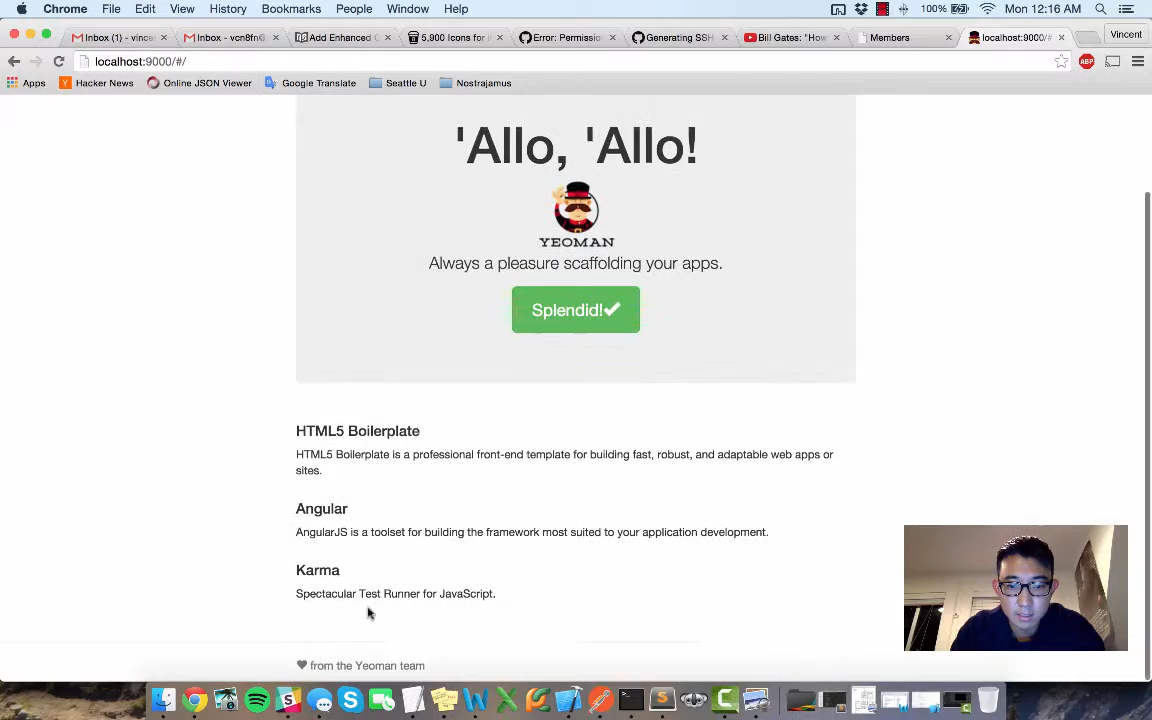 Chrome File Edit View History Bookmarks People Window Help 100% Mon 12:16 AM
Inbox (1) - vince
Inbox - vcn8fn@
Add Enhanced
5,900 Icons for
Error: Permissio
Generating SSH
Bill Gates: "How
Members
localhost:9000/#/
Vincent
localhost:9000/#/
ABP
Apps Hacker News Online JSON Viewer Google Translate Seattle U Nostrajamus
'Allo, 'Allo!
YEOMAN
Always a pleasure scaffolding your apps.
Splendid!
HTML5 Boilerplate
HTML5 Boilerplate is a professional front-end template for building fast, robust, and adaptable web apps or
sites.
Angular
AngularJS is a toolset for building the framework most suited to your application development.
Karma
Spectacular Test Runner for JavaScript.
from the Yeoman team